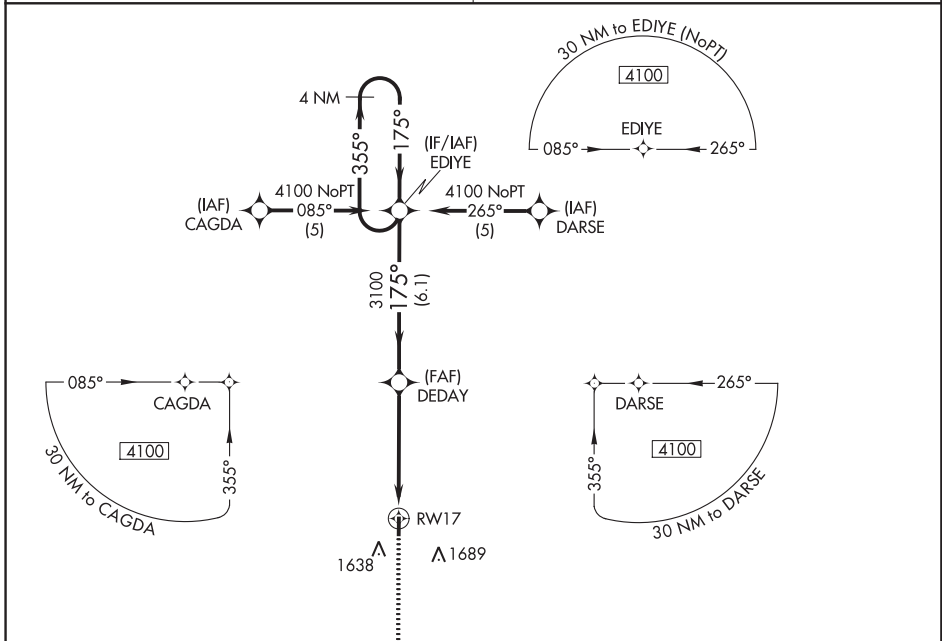 30 NM to EDIYE (NoPT)
4100
EDIYE
085°
265°
4 NM
355°
175°
(IF/IAF)
EDIYE
(IAF)
CAGDA
4100 NoPT
085°
(5)
4100 NoPT
265°
(5)
(IAF)
DARSE
3100
175°
(6.1)
(FAF)
DEDAY
085°
CAGDA
4100
355°
30 NM to CAGDA
265°
DARSE
4100
355°
30 NM to DARSE
RW17
1638
1689